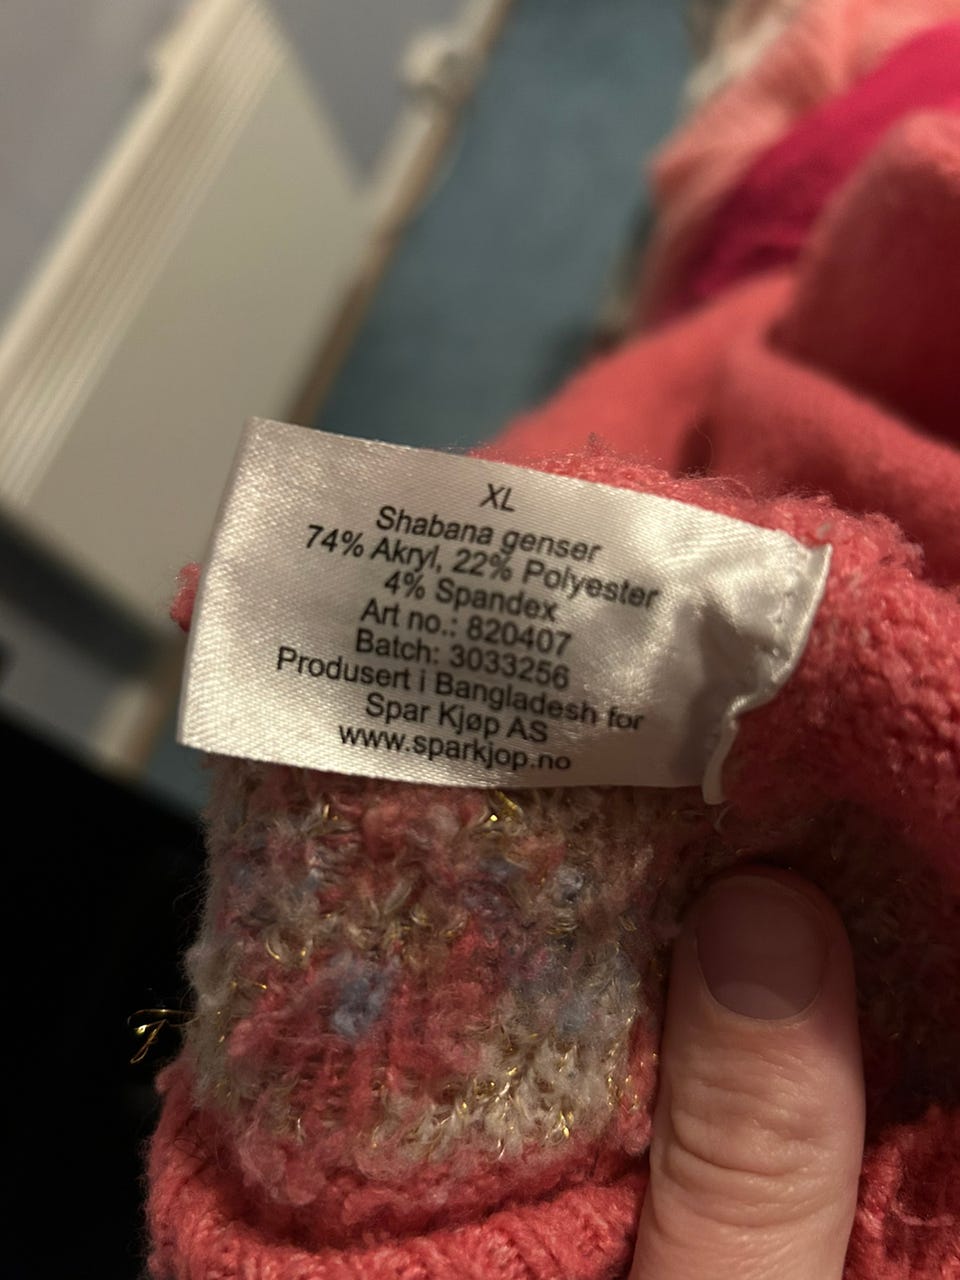 XL
Shabana genser
74% Akryl, 22% Polyester
4% Spandex
Art no.: 820407
Batch: 3033256
Produsert i Bangladesh for
Spar Kjøp AS
www.sparkjop.no